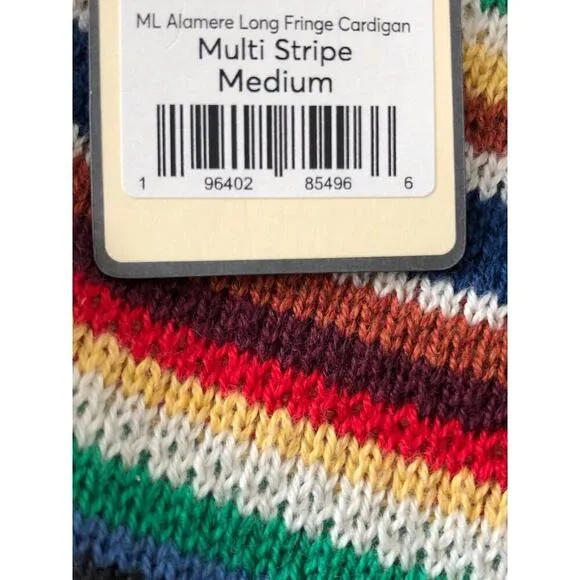 ML Alamere Long Fringe Cardigan
Multi Stripe
Medium
1 96402 85496 6